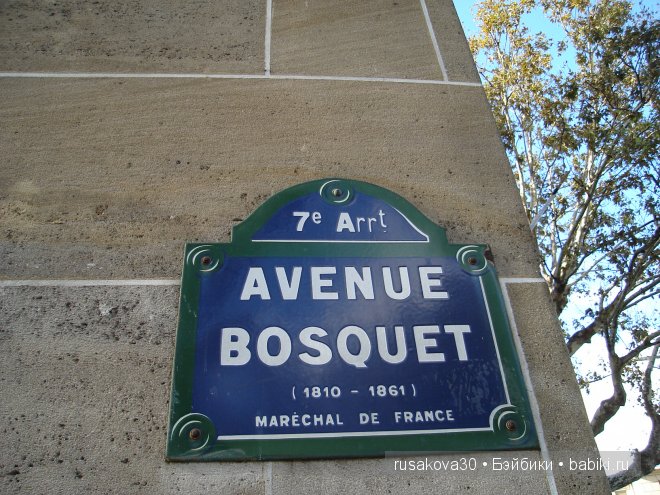 7e Arrt
AVENUE
BOSQUET
(1810 - 1861)
MARÉCHAL DE FRANCE
rusakova30 • Бэйбики • babiki.ru